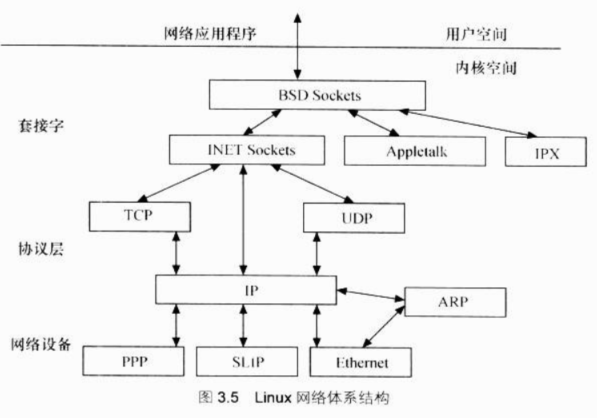 网络应用程序 用户空间
内核空间
BSD Sockets
套接字
INET Sockets Appletalk IPX
TCP UDP
协议层
IP
ARP
网络设备
PPP SLIP Ethernet
图 3.5 Linux 网络体系结构